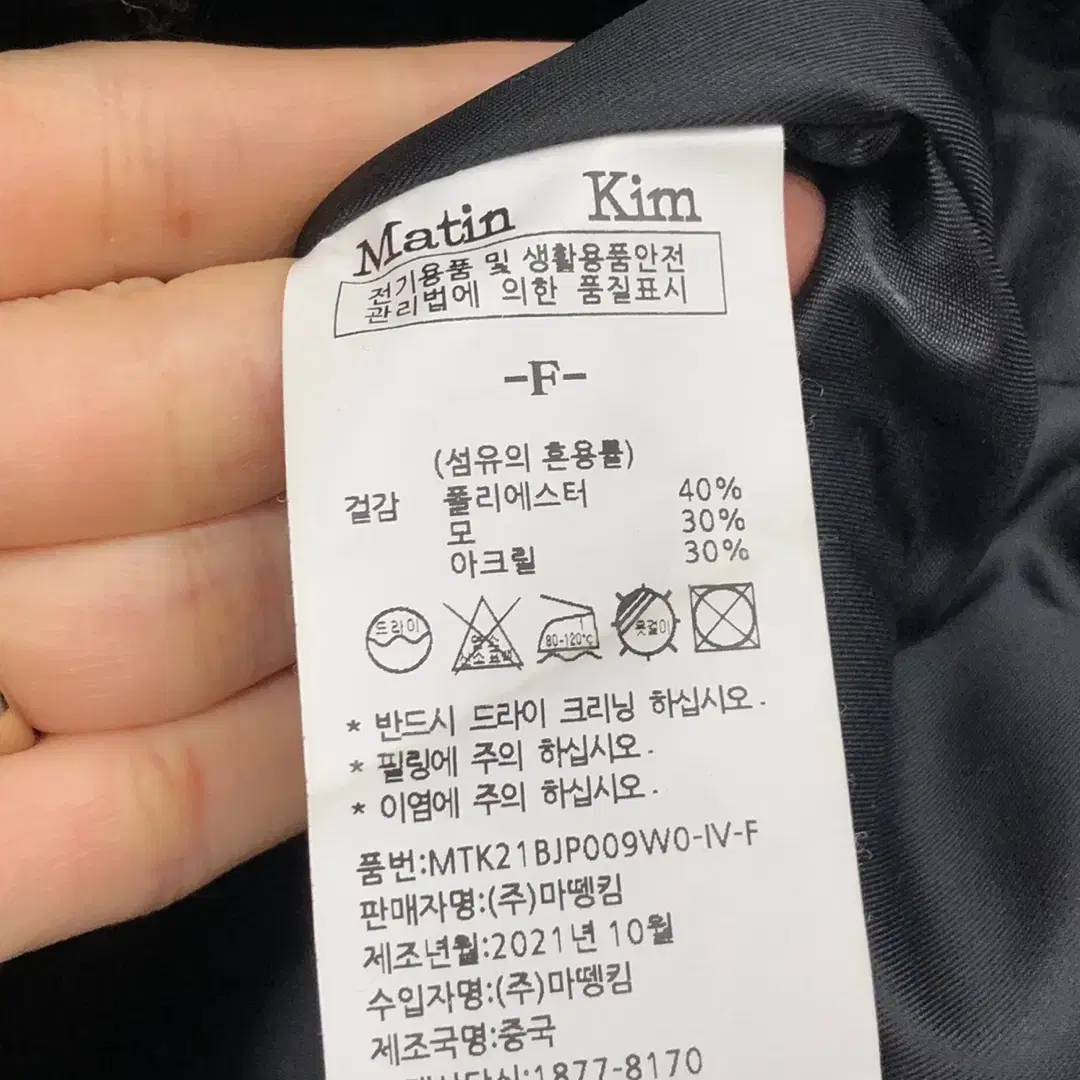 Matin Kim
전기용품 및 생활용품안전
관리법에 의한 품질표시
-F-
(섬유의 혼용률)
겉감 폴리에스터 40%
모 30%
아크릴 30%
드라이
염소
산소표백
80-120℃
옷걸이
* 반드시 드라이 크리닝 하십시오.
* 필링에 주의 하십시오.
* 이염에 주의 하십시오.
품번:MTK21BJP009W0-IV-F
판매자명:(주)마뗑킴
제조년월:2021년 10월
수입자명:(주)마뗑킴
제조국명:중국
1877-8170